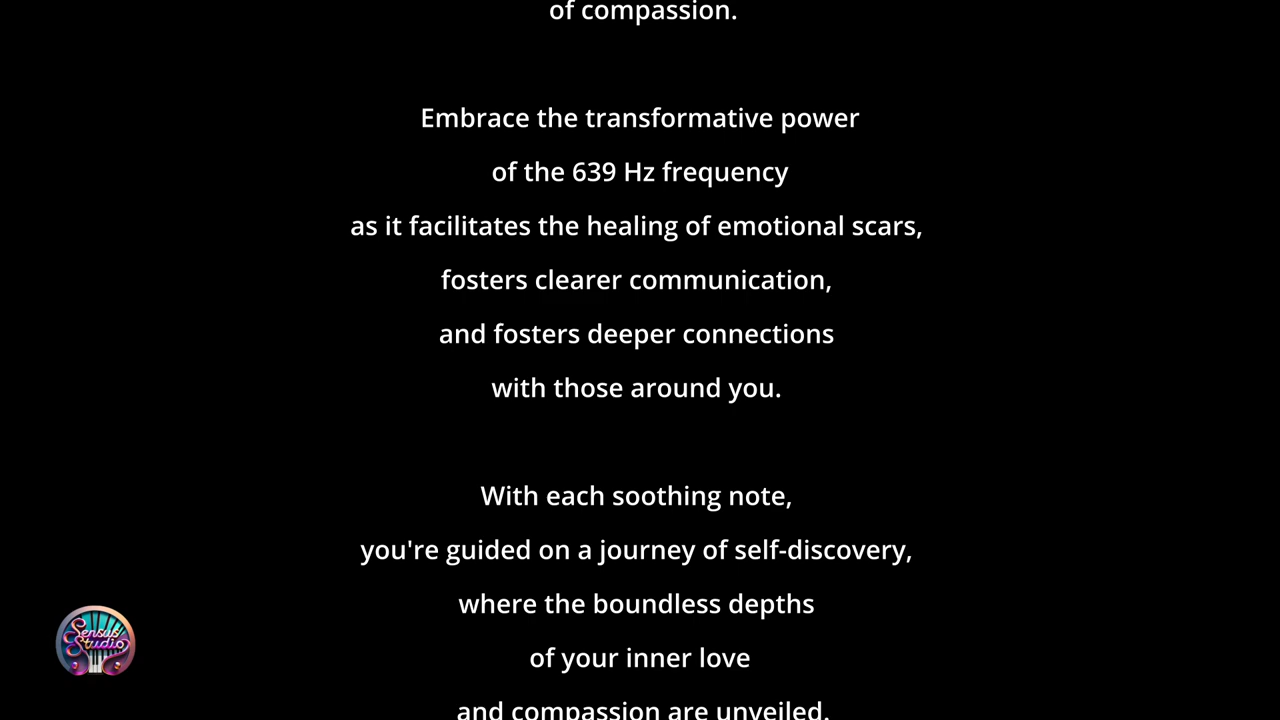 of compassion.
Embrace the transformative power
of the 639 Hz frequency
as it facilitates the healing of emotional scars,
fosters clearer communication,
and fosters deeper connections
with those around you.
With each soothing note,
you're guided on a journey of self-discovery,
where the boundless depths
of your inner love
and compassion are unveiled.
Sensus
Studio